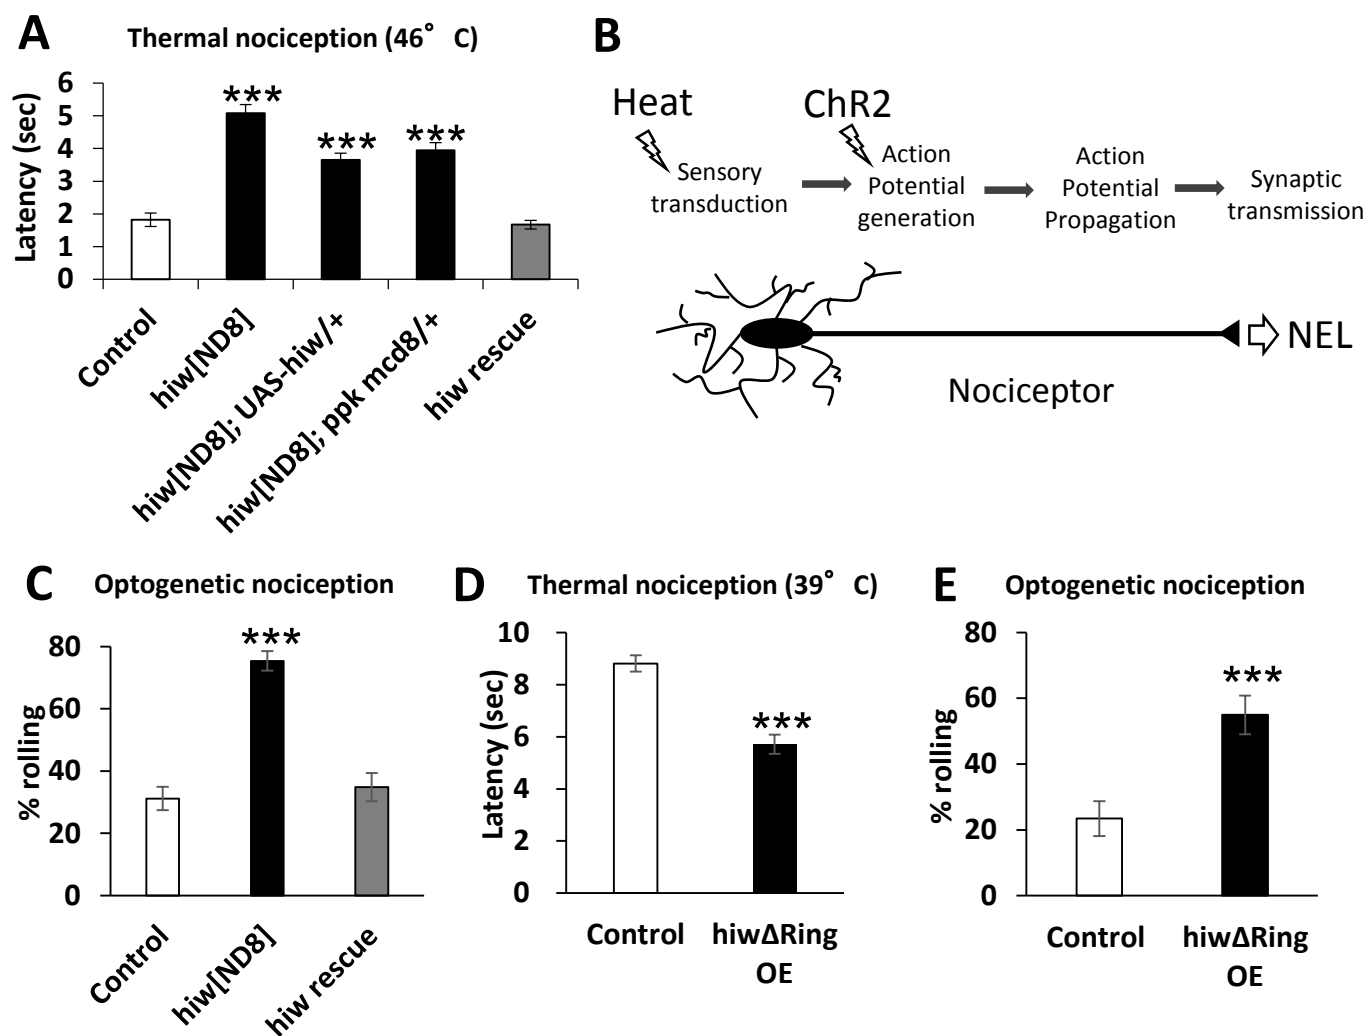 A
Thermal nociception (46° C)
Latency (sec)
6
5
4
3
2
1
0
***
***
***
Control
hiw[ND8]
hiw[ND8]; UAS-hiw/+
hiw[ND8]; ppk mcd8/+
hiw rescue
B
Heat
ChR2
Sensory
transduction
Action
Potential
generation
Action
Potential
Propagation
Synaptic
transmission
NEL
Nociceptor
C
Optogenetic nociception
% rolling
80
60
40
20
0
***
Control
hiw[ND8]
hiw rescue
D
Thermal nociception (39° C)
Latency (sec)
10
8
6
4
2
0
***
Control
hiwΔRing
OE
E
Optogenetic nociception
% rolling
80
60
40
20
0
***
Control
hiwΔRing
OE